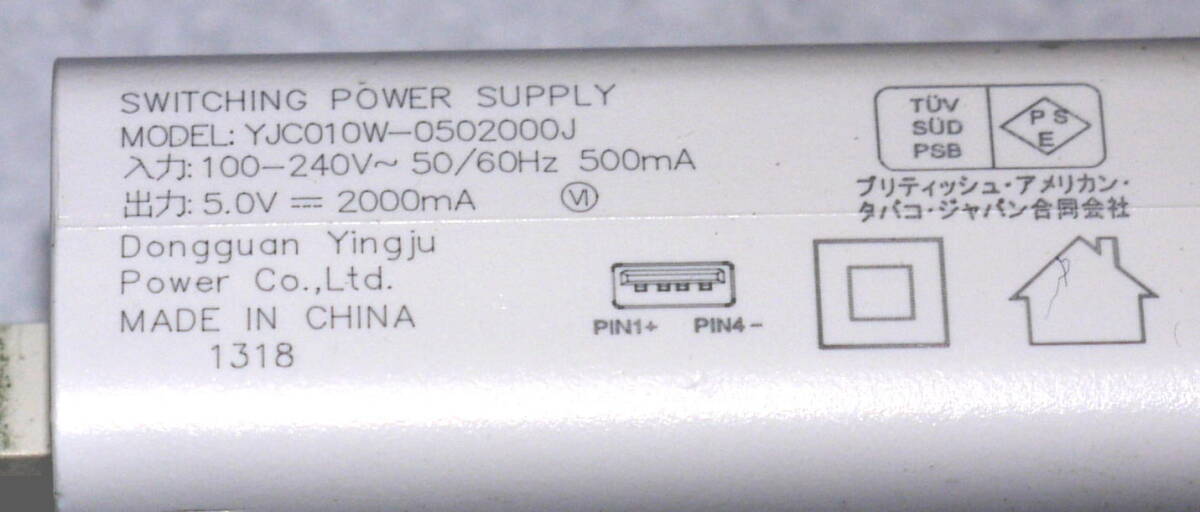 SWITCHING POWER SUPPLY
MODEL: YJC010W-0502000J
入力: 100-240V~ 50/60Hz 500mA
出力: 5.0V ⎓ 2000mA Ⅵ
Dongguan Yingju
Power Co.,Ltd.
MADE IN CHINA
1318
PIN1+ PIN4-
TÜV
SÜD
PSB
PS
E
ブリティッシュ・アメリカン・
タバコ・ジャパン合同会社